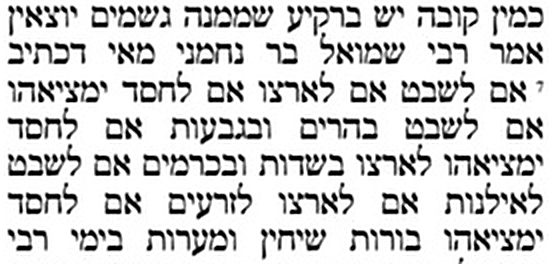 כמין קובה יש ברקיע שממנה גשמים יוצאין
אמר רבי שמואל בר נחמני מאי דכתיב
ז אם לשבט אם לארצו אם לחסד ימציאהו
אם לשבט בהרים ובגבעות אם לחסד
ימציאהו לארצו בשדות ובכרמים אם לשבט
לאילנות אם לארצו לזרעים אם לחסד
ימציאהו בורות שיחין ומערות בימי רבי